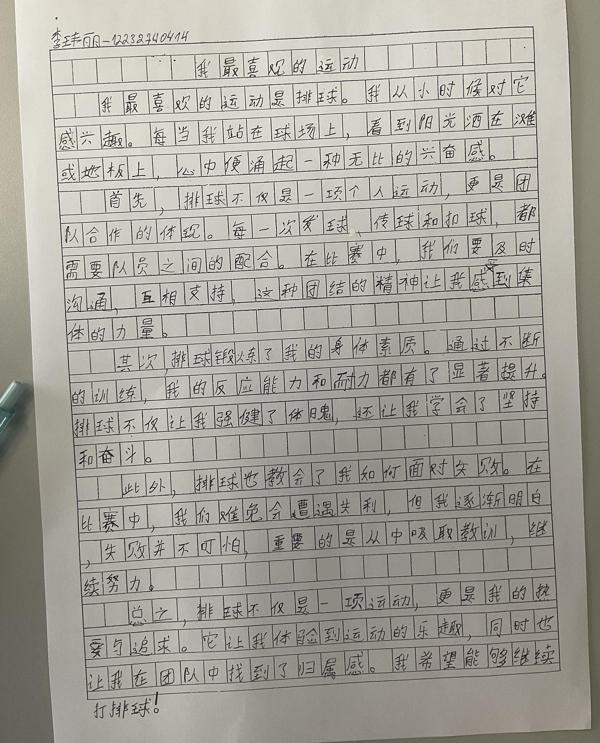 李玮丽-12232740414
我最喜欢的运动
我最喜欢的运动是排球。我从小时候对它
感兴趣。每当我站在球场上，看到阳光洒在滩
或地板上，心中便涌起一种无比的兴奋感。
首先，排球不仅是一项个人运动，更是团
队合作的体现。每一次发球、传球和扣球，都
需要队员之间的配合。在比赛中，我们要及时
沟通，互相支持，这种团结的精神让我感受到集
体的力量。
其次，排球锻炼了我的身体素质。通过不断
的训练，我的反应能力和耐力都有了显著提升。
排球不仅让我强健了体魄，还让我学会了坚持
和奋斗。
此外，排球也教会了我如何面对失败。在
比赛中，我们难免会遭遇失利，但我逐渐明白
，失败并不可怕，重要的是从中吸取教训，继
续努力。
总之，排球不仅是一项运动，更是我的热
爱与追求。它让我体验到运动的乐趣，同时也
让我在团队中找到了归属感。我希望能够继续
打排球！